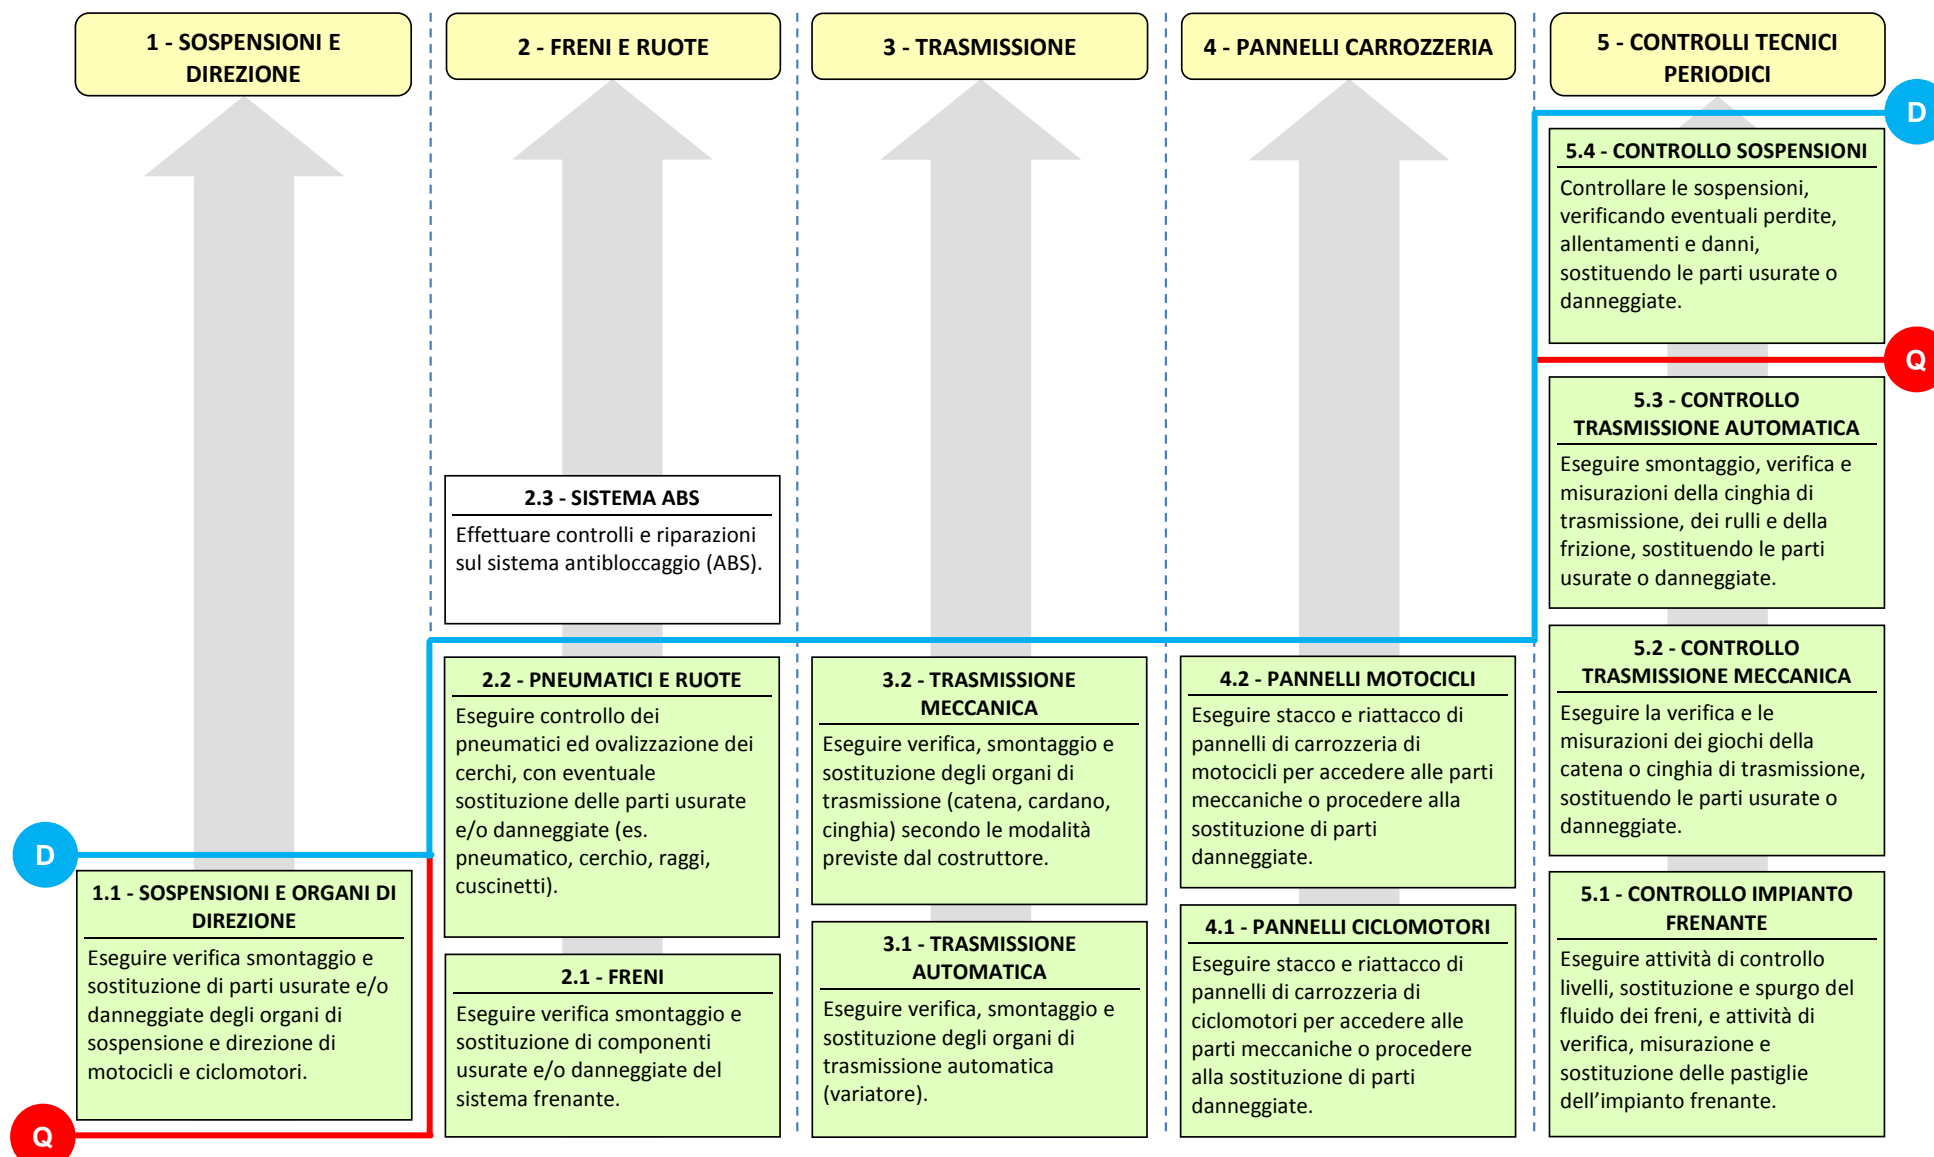 1 - SOSPENSIONI E
DIREZIONE
2 - FRENI E RUOTE
3 - TRASMISSIONE
4 - PANNELLI CARROZZERIA
5 - CONTROLLI TECNICI
PERIODICI
D
5.4 - CONTROLLO SOSPENSIONI
Controllare le sospensioni,
verificando eventuali perdite,
allentamenti e danni,
sostituendo le parti usurate o
danneggiate.
Q
5.3 - CONTROLLO
TRASMISSIONE AUTOMATICA
Eseguire smontaggio, verifica e
misurazioni della cinghia di
trasmissione, dei rulli e della
frizione, sostituendo le parti
usurate o danneggiate.
2.3 - SISTEMA ABS
Effettuare controlli e riparazioni
sul sistema antibloccaggio (ABS).
2.2 - PNEUMATICI E RUOTE
Eseguire controllo dei
pneumatici ed ovalizzazione dei
cerchi, con eventuale
sostituzione delle parti usurate
e/o danneggiate (es.
pneumatico, cerchio, raggi,
cuscinetti).
3.2 - TRASMISSIONE
MECCANICA
Eseguire verifica, smontaggio e
sostituzione degli organi di
trasmissione (catena, cardano,
cinghia) secondo le modalità
previste dal costruttore.
4.2 - PANNELLI MOTOCICLI
Eseguire stacco e riattacco di
pannelli di carrozzeria di
motocicli per accedere alle parti
meccaniche o procedere alla
sostituzione di parti
danneggiate.
5.2 - CONTROLLO
TRASMISSIONE MECCANICA
Eseguire la verifica e le
misurazioni dei giochi della
catena o cinghia di trasmissione,
sostituendo le parti usurate o
danneggiate.
D
1.1 - SOSPENSIONI E ORGANI DI
DIREZIONE
Eseguire verifica smontaggio e
sostituzione di parti usurate e/o
danneggiate degli organi di
sospensione e direzione di
motocicli e ciclomotori.
2.1 - FRENI
Eseguire verifica smontaggio e
sostituzione di componenti
usurate e/o danneggiate del
sistema frenante.
3.1 - TRASMISSIONE
AUTOMATICA
Eseguire verifica, smontaggio e
sostituzione degli organi di
trasmissione automatica
(variatore).
4.1 - PANNELLI CICLOMOTORI
Eseguire stacco e riattacco di
pannelli di carrozzeria di
ciclomotori per accedere alle
parti meccaniche o procedere
alla sostituzione di parti
danneggiate.
5.1 - CONTROLLO IMPIANTO
FRENANTE
Eseguire attività di controllo
livelli, sostituzione e spurgo del
fluido dei freni, e attività di
verifica, misurazione e
sostituzione delle pastiglie
dell’impianto frenante.
Q